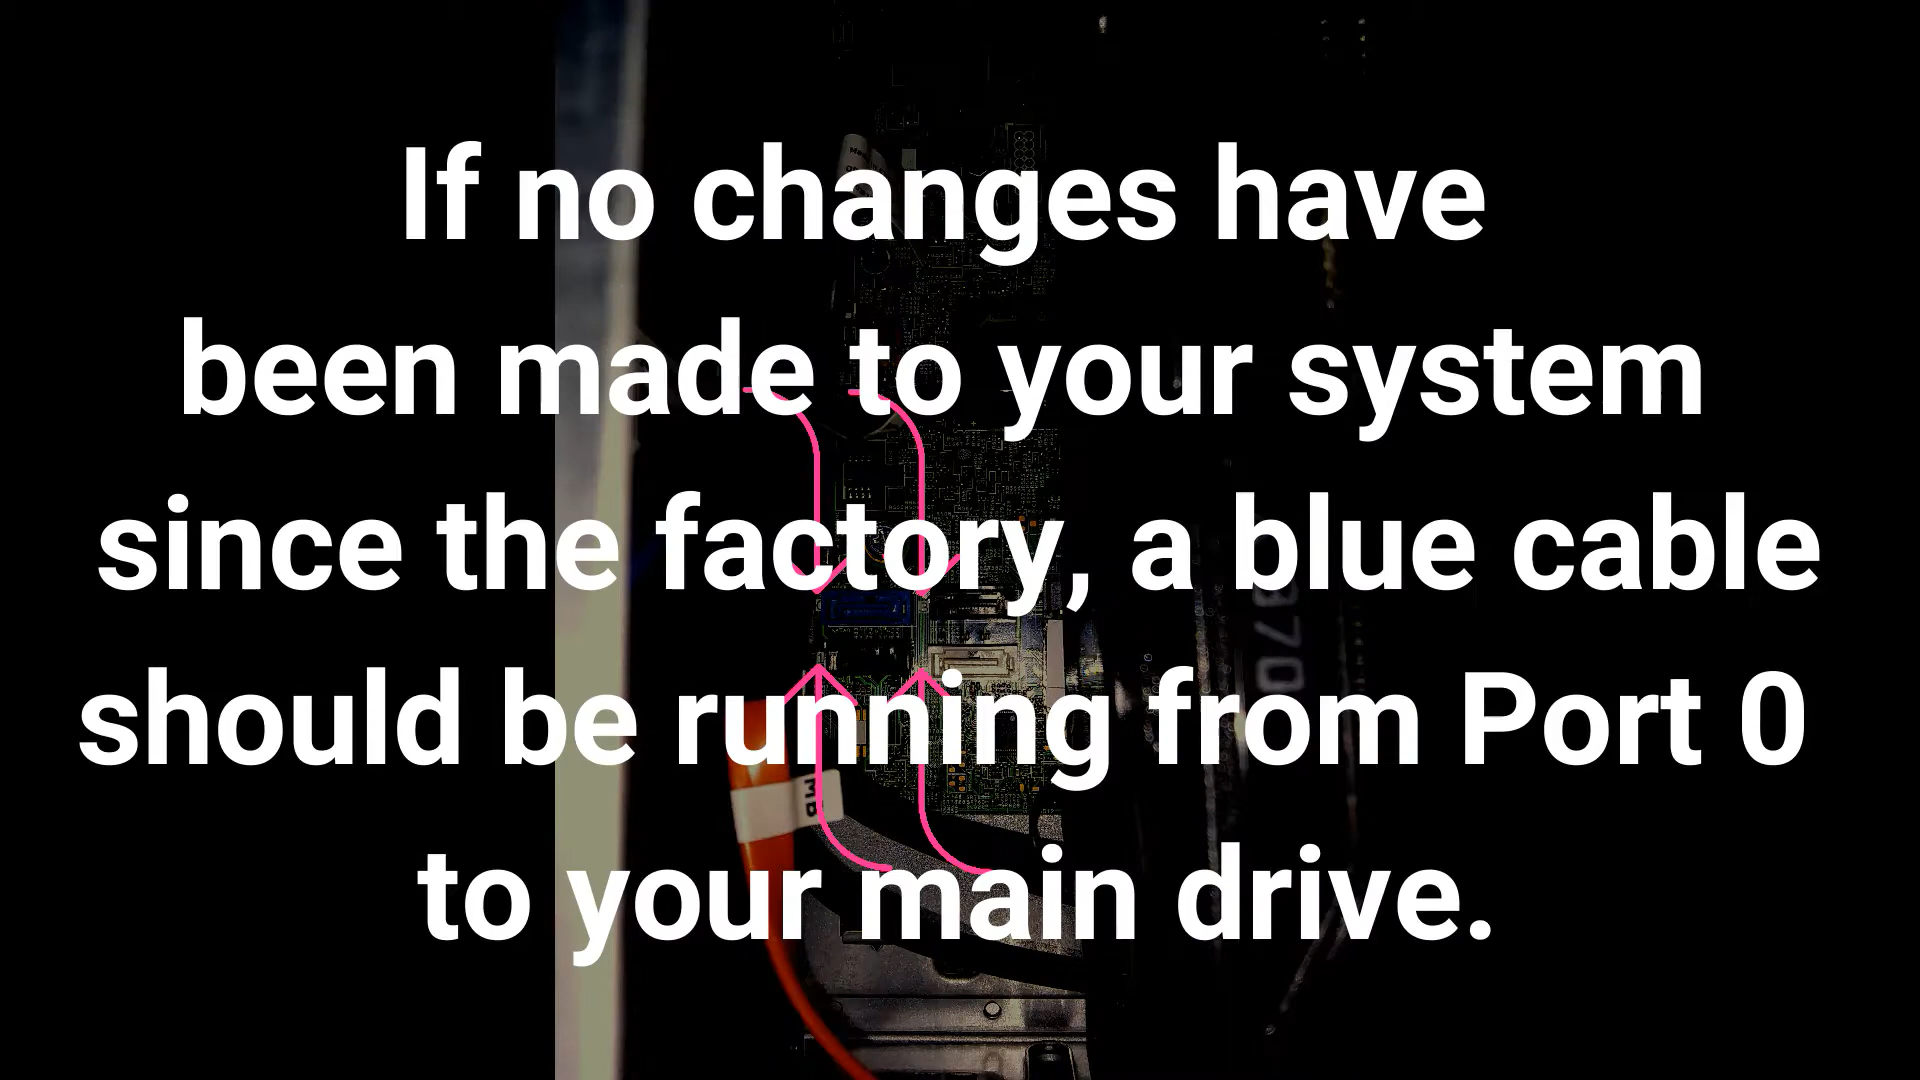 If no changes have
been made to your system
since the factory, a blue cable
should be running from Port 0
to your main drive.
MB